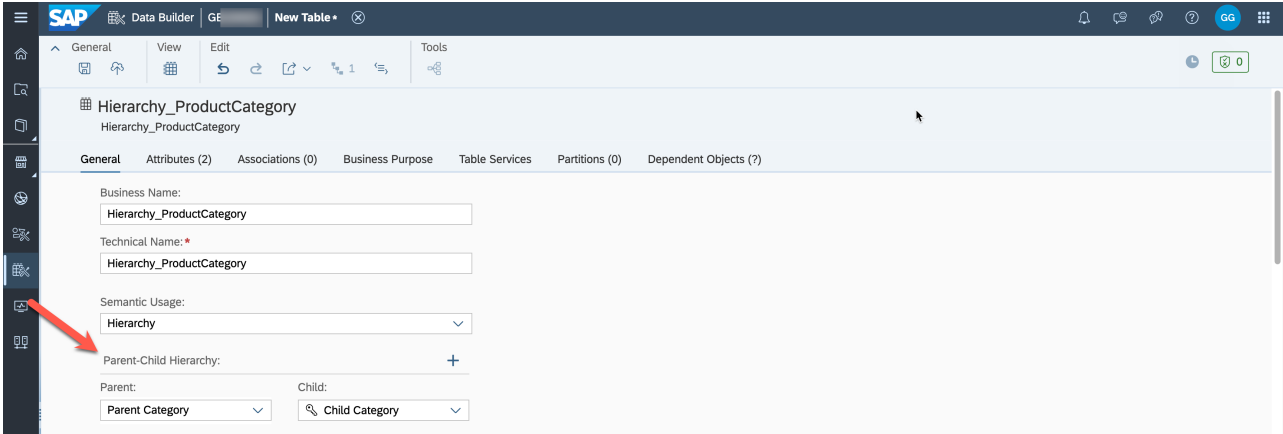 SAP Data Builder GE New Table *
General View Edit Tools
1
0
Hierarchy_ProductCategory
Hierarchy_ProductCategory
General Attributes (2) Associations (0) Business Purpose Table Services Partitions (0) Dependent Objects (?)
Business Name:
Hierarchy_ProductCategory
Technical Name:*
Hierarchy_ProductCategory
Semantic Usage:
Hierarchy
Parent-Child Hierarchy:
Parent: Child:
Parent Category Child Category
GG